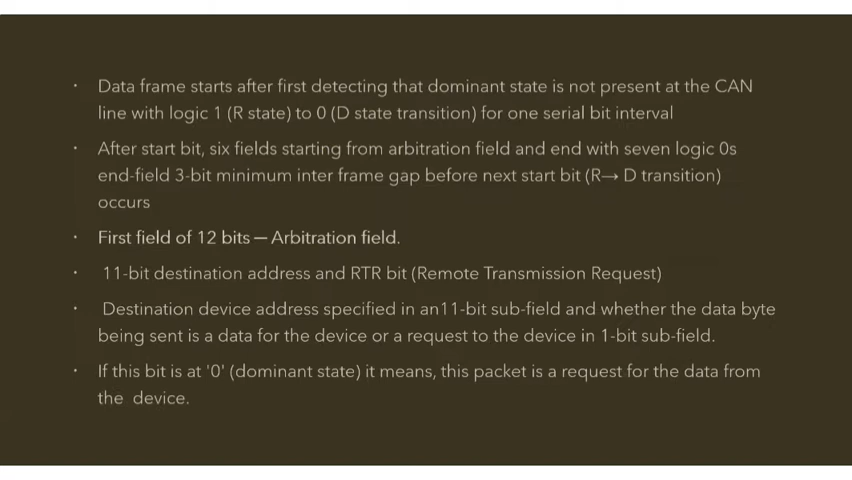 · Data frame starts after first detecting that dominant state is not present at the CAN
line with logic 1 (R state) to 0 (D state transition) for one serial bit interval
· After start bit, six fields starting from arbitration field and end with seven logic 0s
end-field 3-bit minimum inter frame gap before next start bit (R→ D transition)
occurs
· First field of 12 bits — Arbitration field.
· 11-bit destination address and RTR bit (Remote Transmission Request)
· Destination device address specified in an11-bit sub-field and whether the data byte
being sent is a data for the device or a request to the device in 1-bit sub-field.
· If this bit is at '0' (dominant state) it means, this packet is a request for the data from
the device.